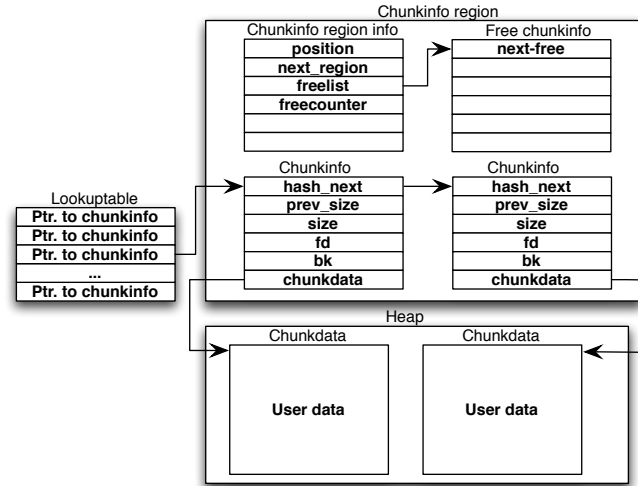 Chunkinfo region
Chunkinfo region info
position
next_region
freelist
freecounter
Free chunkinfo
next-free
Lookuptable
Ptr. to chunkinfo
Ptr. to chunkinfo
Ptr. to chunkinfo
...
Ptr. to chunkinfo
Chunkinfo
hash_next
prev_size
size
fd
bk
chunkdata
Chunkinfo
hash_next
prev_size
size
fd
bk
chunkdata
Heap
Chunkdata
User data
Chunkdata
User data